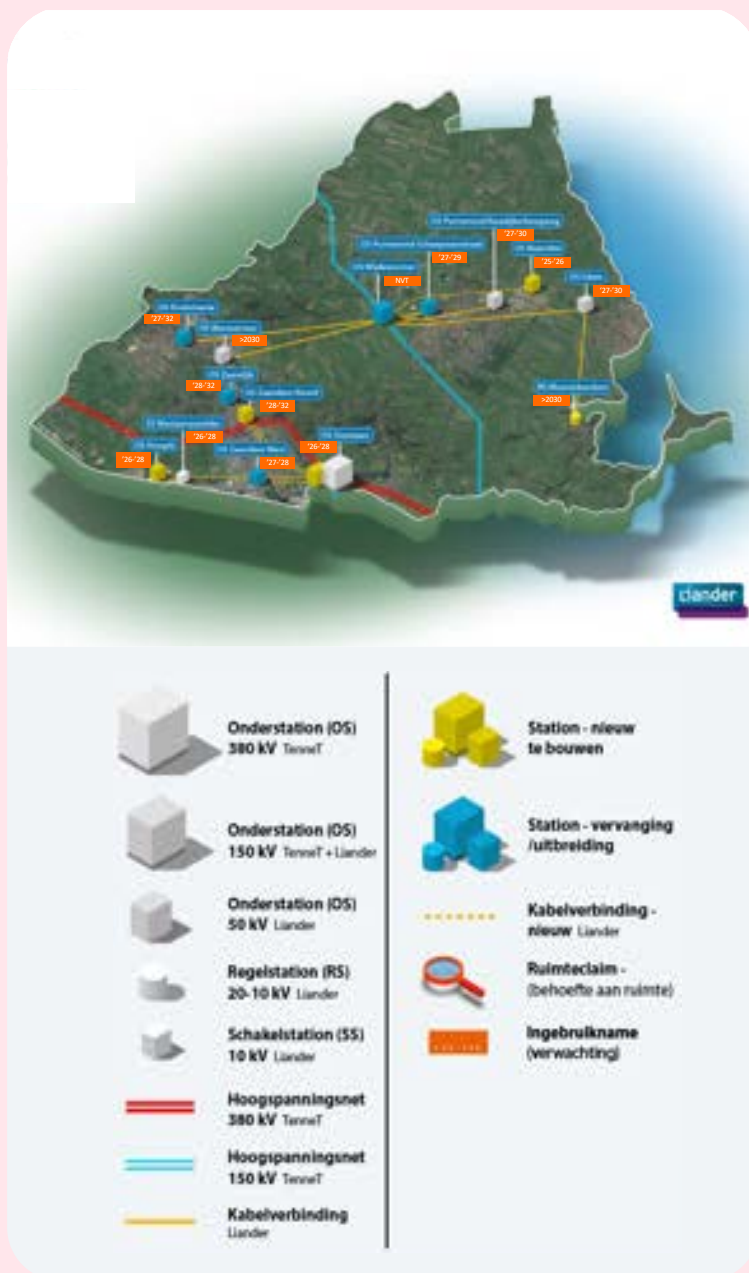 '27-'30
'27-'29
'25-'26
NVT
'27-'30
'27-'32
>2030
'28-'32
>2030
'28-'32
'26-'28
'26-'28
'26-'28
'27-'28
Liander
Onderstation (OS)
380 kV TenneT
Onderstation (OS)
150 kV TenneT + Liander
Onderstation (OS)
50 kV Liander
Regelstation (RS)
20-10 kV Liander
Schakelstation (SS)
10 kV Liander
Hoogspanningsnet
380 kV TenneT
Hoogspanningsnet
150 kV TenneT
Kabelverbinding
Liander
Station - nieuw
te bouwen
Station - vervanging
/uitbreiding
Kabelverbinding -
nieuw Liander
Ruimteclaim -
(behoefte aan ruimte)
Ingebruikname
(verwachting)